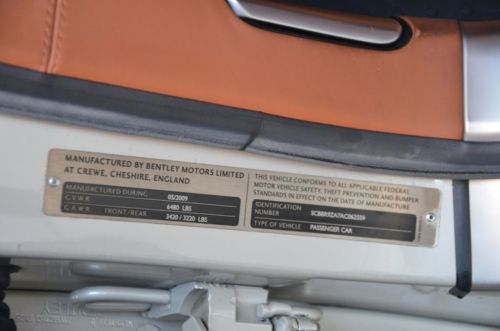 MANUFACTURED BY BENTLEY MOTORS LIMITED
AT CREWE, CHESHIRE, ENGLAND
MANUFACTURED DURING 05/2009
G.V.W.R. 6480 LBS
G.A.W.R. FRONT/REAR 3420 / 3220 LBS
THIS VEHICLE CONFORMS TO ALL APPLICABLE FEDERAL
MOTOR VEHICLE SAFETY, THEFT PREVENTION AND BUMPER
STANDARDS IN EFFECT ON THE DATE OF MANUFACTURE
IDENTIFICATION
NUMBER SCBBR9ZA7AC062559
TYPE OF VEHICLE PASSENGER CAR